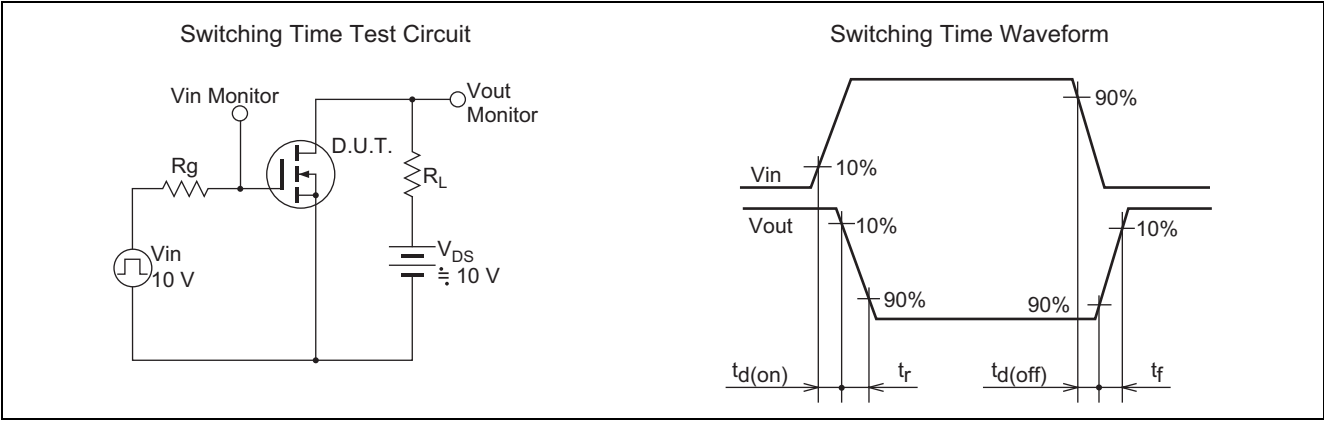 Switching Time Test Circuit
Vin Monitor
Vout
Monitor
D.U.T.
Rg
RL
Vin
10 V
VDS
≒ 10 V
Switching Time Waveform
90%
Vin
10%
Vout
10%
10%
90%
90%
td(on)
tr
td(off)
tf